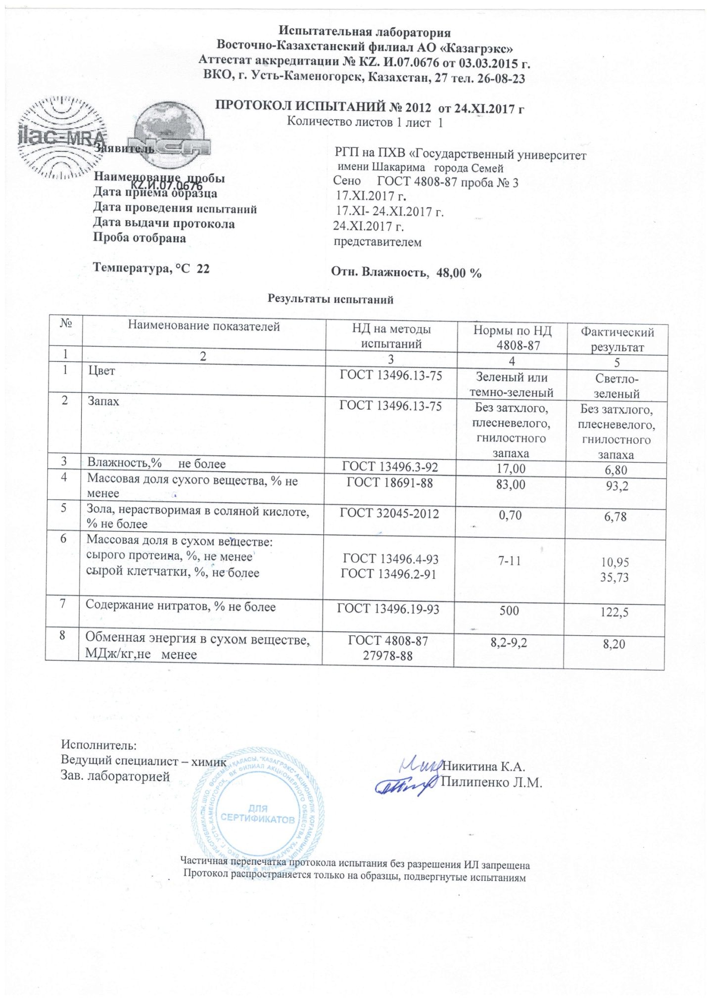 Испытательная лаборатория
Восточно-Казахстанский филиал АО «Казагрэкс»
Аттестат аккредитации № KZ. И.07.0676 от 03.03.2015 г.
ВКО, г. Усть-Каменогорск, Казахстан, 27 тел. 26-08-23
ПРОТОКОЛ ИСПЫТАНИЙ № 2012 от 24.XI.2017 г
Количество листов 1 лист 1
ilac-MRA
KZ.И.07.0676
Заявитель РГП на ПХВ «Государственный университет
имени Шакарима города Семей
Наименование пробы Сено ГОСТ 4808-87 проба № 3
Дата приема образца 17.XI.2017 г.
Дата проведения испытаний 17.XI- 24.XI.2017 г.
Дата выдачи протокола 24.XI.2017 г.
Проба отобрана представителем
Температура, °С 22 Отн. Влажность, 48,00 %
Результаты испытаний
№ Наименование показателей НД на методы Нормы по НД Фактический
испытаний 4808-87 результат
1 2 3 4 5
1 Цвет ГОСТ 13496.13-75 Зеленый или Светло-
темно-зеленый зеленый
2 Запах ГОСТ 13496.13-75 Без затхлого, Без затхлого,
плесневелого, плесневелого,
гнилостного гнилостного
запаха запаха
3 Влажность,% не более ГОСТ 13496.3-92 17,00 6,80
4 Массовая доля сухого вещества, % не ГОСТ 18691-88 83,00 93,2
менее
5 Зола, нерастворимая в соляной кислоте, ГОСТ 32045-2012 0,70 6,78
% не более
6 Массовая доля в сухом веществе:
сырого протеина, %, не менее ГОСТ 13496.4-93 7-11 10,95
сырой клетчатки, %, не более ГОСТ 13496.2-91 35,73
7 Содержание нитратов, % не более ГОСТ 13496.19-93 500 122,5
8 Обменная энергия в сухом веществе, ГОСТ 4808-87 8,2-9,2 8,20
МДж/кг,не менее 27978-88
Исполнитель:
Ведущий специалист – химик Никитина К.А.
Зав. лабораторией Пилипенко Л.М.
ДЛЯ
СЕРТИФИКАТОВ
Частичная перепечатка протокола испытания без разрешения ИЛ запрещена
Протокол распространяется только на образцы, подвергнутые испытаниям